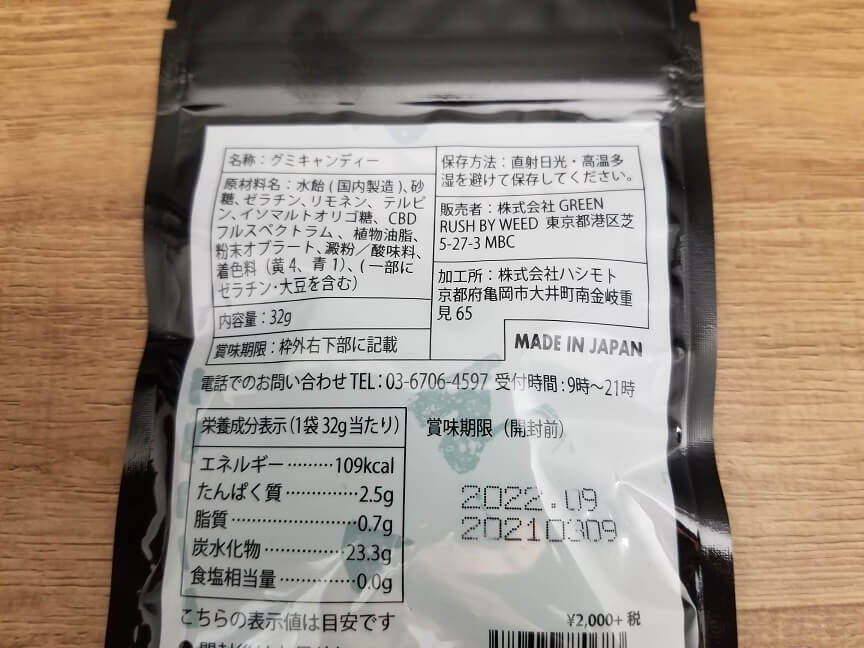 名称：グミキャンディー
原材料名：水飴(国内製造)、砂
糖、ゼラチン、リモネン、テルピ
ン、イソマルトオリゴ糖、CBD
フルスペクトラム、植物油脂、
粉末オブラート、澱粉／酸味料、
着色料（黄4、青1）、(一部に
ゼラチン・大豆を含む)
内容量：32g
賞味期限：枠外右下部に記載
保存方法：直射日光・高温多
湿を避けて保存してください。
販売者：株式会社 GREEN
RUSH BY WEED 東京都港区芝
5-27-3 MBC
加工所：株式会社ハシモト
京都府亀岡市大井町南金岐重
見 65
MADE IN JAPAN
電話でのお問い合わせ TEL：03-6706-4597 受付時間：9時～21時
栄養成分表示(1袋 32g 当たり)
エネルギー………109kcal
たんぱく質…………2.5g
脂質…………………0.7g
炭水化物……………23.3g
食塩相当量…………0.0g
こちらの表示値は目安です
賞味期限（開封前）
2022.09
20210309
¥2,000+ 税